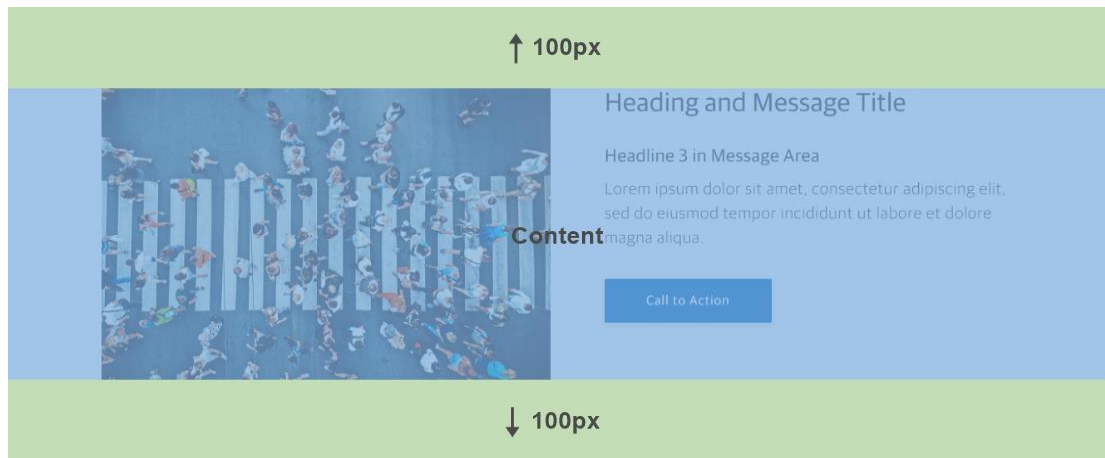 100px
Heading and Message Title
Headline 3 in Message Area
Lorem ipsum dolor sit amet, consectetur adipiscing elit,
sed do eiusmod tempor incididunt ut labore et dolore
magna aliqua.
Content
Call to Action
100px